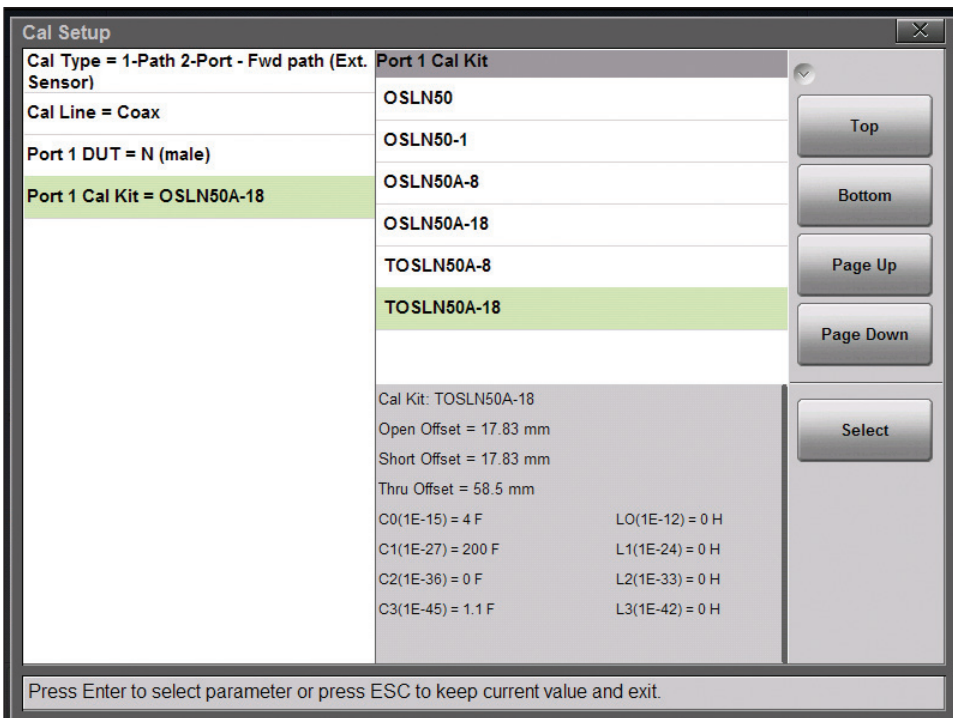 Cal Setup
Cal Type = 1-Path 2-Port - Fwd path (Ext.
Sensor)
Cal Line = Coax
Port 1 DUT = N (male)
Port 1 Cal Kit = OSLN50A-18
Port 1 Cal Kit
OSLN50
OSLN50-1
OSLN50A-8
OSLN50A-18
TOSLN50A-8
TOSLN50A-18
Cal Kit: TOSLN50A-18
Open Offset = 17.83 mm
Short Offset = 17.83 mm
Thru Offset = 58.5 mm
C0(1E-15) = 4 F LO(1E-12) = 0 H
C1(1E-27) = 200 F L1(1E-24) = 0 H
C2(1E-36) = 0 F L2(1E-33) = 0 H
C3(1E-45) = 1.1 F L3(1E-42) = 0 H
Top
Bottom
Page Up
Page Down
Select
Press Enter to select parameter or press ESC to keep current value and exit.